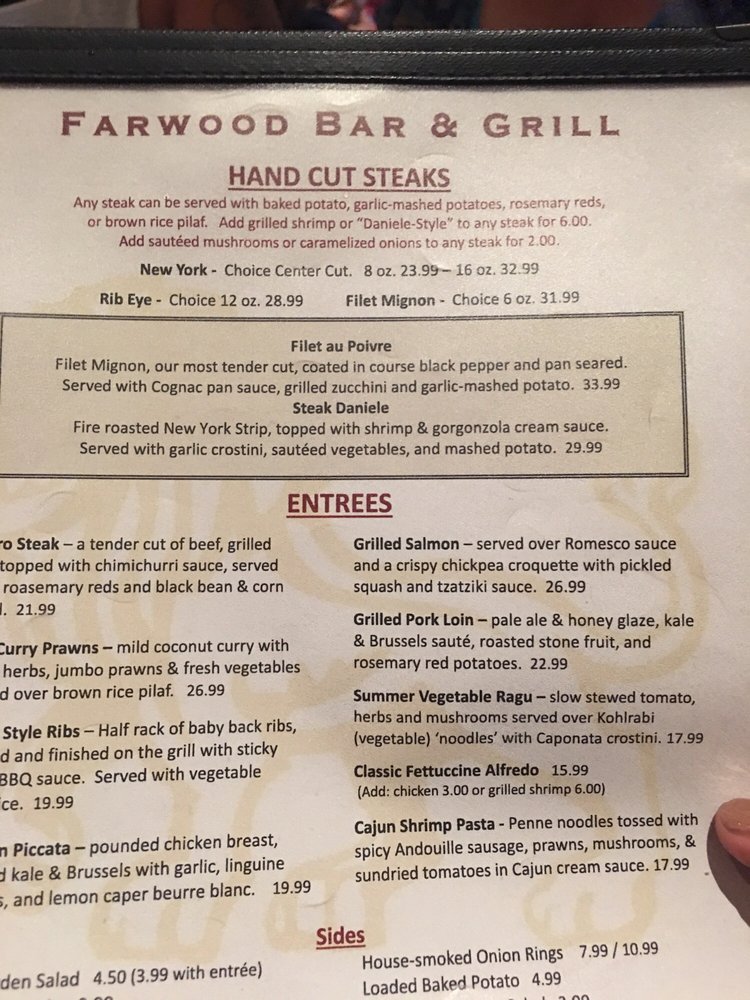 FARWOOD BAR & GRILL
HAND CUT STEAKS
Any steak can be served with baked potato, garlic-mashed potatoes, rosemary reds,
or brown rice pilaf. Add grilled shrimp or "Daniele-Style" to any steak for 6.00.
Add sautéed mushrooms or caramelized onions to any steak for 2.00.
New York - Choice Center Cut. 8 oz. 23.99 – 16 oz. 32.99
Rib Eye - Choice 12 oz. 28.99 Filet Mignon - Choice 6 oz. 31.99
Filet au Poivre
Filet Mignon, our most tender cut, coated in course black pepper and pan seared.
Served with Cognac pan sauce, grilled zucchini and garlic-mashed potato. 33.99
Steak Daniele
Fire roasted New York Strip, topped with shrimp & gorgonzola cream sauce.
Served with garlic crostini, sautéed vegetables, and mashed potato. 29.99
ENTREES
ro Steak – a tender cut of beef, grilled
topped with chimichurri sauce, served
roasemary reds and black bean & corn
l. 21.99
Curry Prawns – mild coconut curry with
herbs, jumbo prawns & fresh vegetables
d over brown rice pilaf. 26.99
Style Ribs – Half rack of baby back ribs,
d and finished on the grill with sticky
BBQ sauce. Served with vegetable
ice. 19.99
n Piccata – pounded chicken breast,
d kale & Brussels with garlic, linguine
s, and lemon caper beurre blanc. 19.99
Grilled Salmon – served over Romesco sauce
and a crispy chickpea croquette with pickled
squash and tzatziki sauce. 26.99
Grilled Pork Loin – pale ale & honey glaze, kale
& Brussels sauté, roasted stone fruit, and
rosemary red potatoes. 22.99
Summer Vegetable Ragu – slow stewed tomato,
herbs and mushrooms served over Kohlrabi
(vegetable) 'noodles' with Caponata crostini. 17.99
Classic Fettuccine Alfredo 15.99
(Add: chicken 3.00 or grilled shrimp 6.00)
Cajun Shrimp Pasta - Penne noodles tossed with
spicy Andouille sausage, prawns, mushrooms, &
sundried tomatoes in Cajun cream sauce. 17.99
Sides
den Salad 4.50 (3.99 with entrée)
House-smoked Onion Rings 7.99 / 10.99
Loaded Baked Potato 4.99